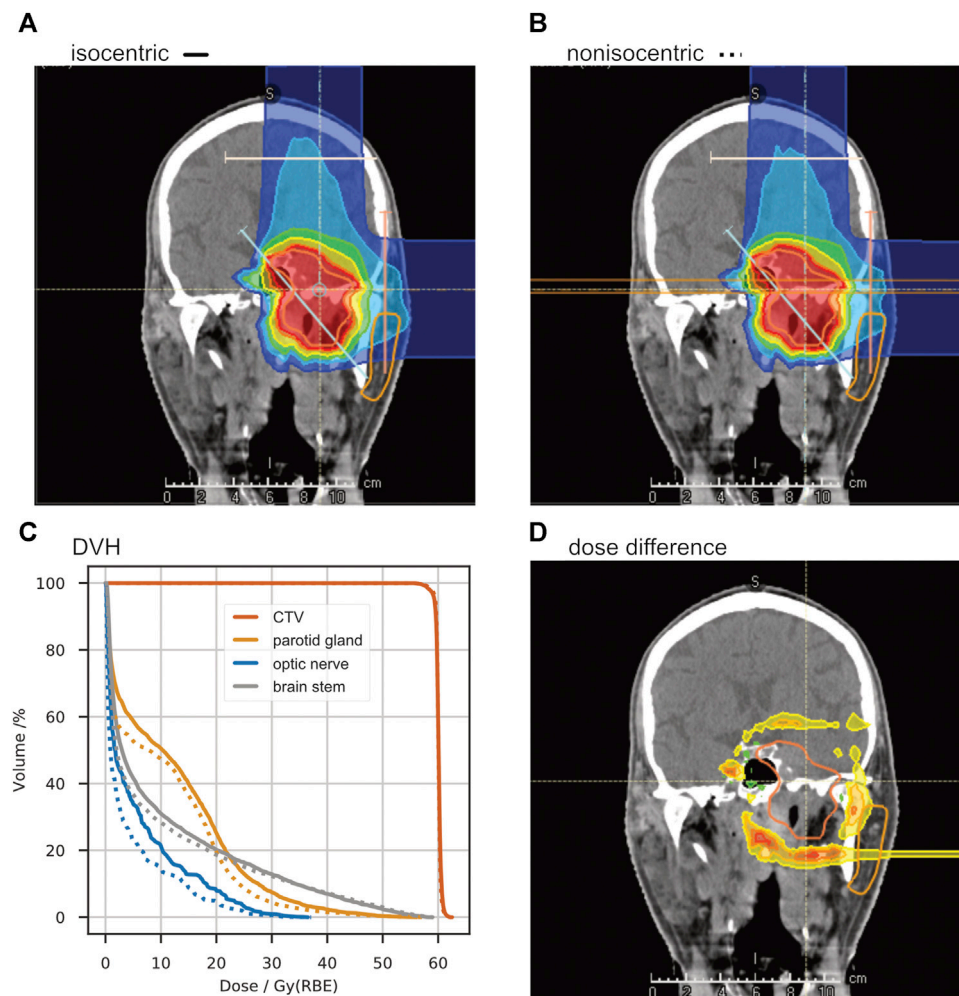 A
isocentric
B
nonisocentric
S
S
I
cm
0 2 4 6 8 10
I
cm
0 2 4 6 8 10
C
DVH
100
80
60
40
20
0
Volume /%
CTV
parotid gland
optic nerve
brain stem
0 10 20 30 40 50 60
Dose / Gy(RBE)
D
dose difference
S
I
cm
0 2 4 6 8 10